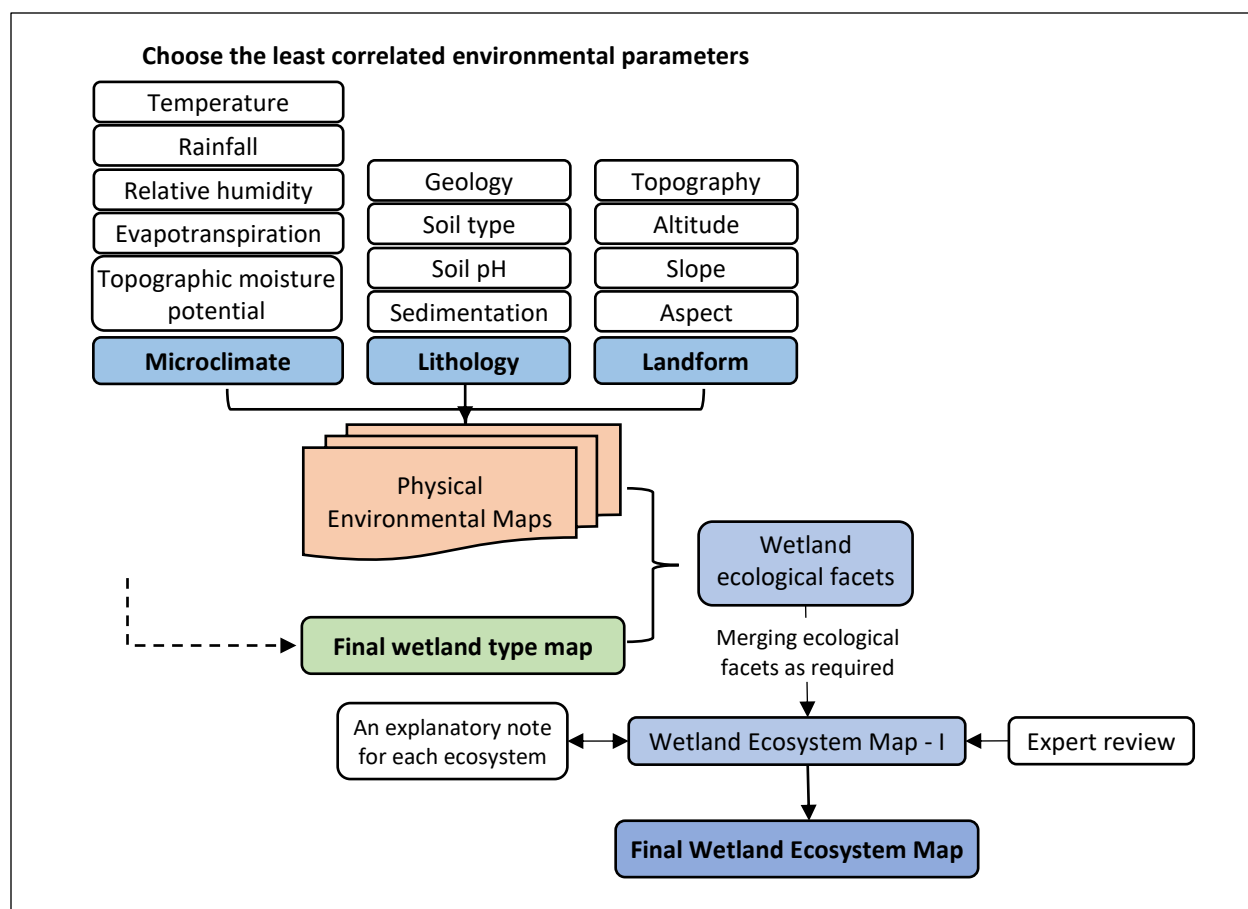 Choose the least correlated environmental parameters
Temperature
Rainfall
Relative humidity
Evapotranspiration
Topographic moisture
potential
Microclimate
Geology
Soil type
Soil pH
Sedimentation
Lithology
Topography
Altitude
Slope
Aspect
Landform
Physical
Environmental Maps
Wetland
ecological facets
Final wetland type map
Merging ecological
facets as required
An explanatory note
for each ecosystem
Wetland Ecosystem Map - I
Expert review
Final Wetland Ecosystem Map